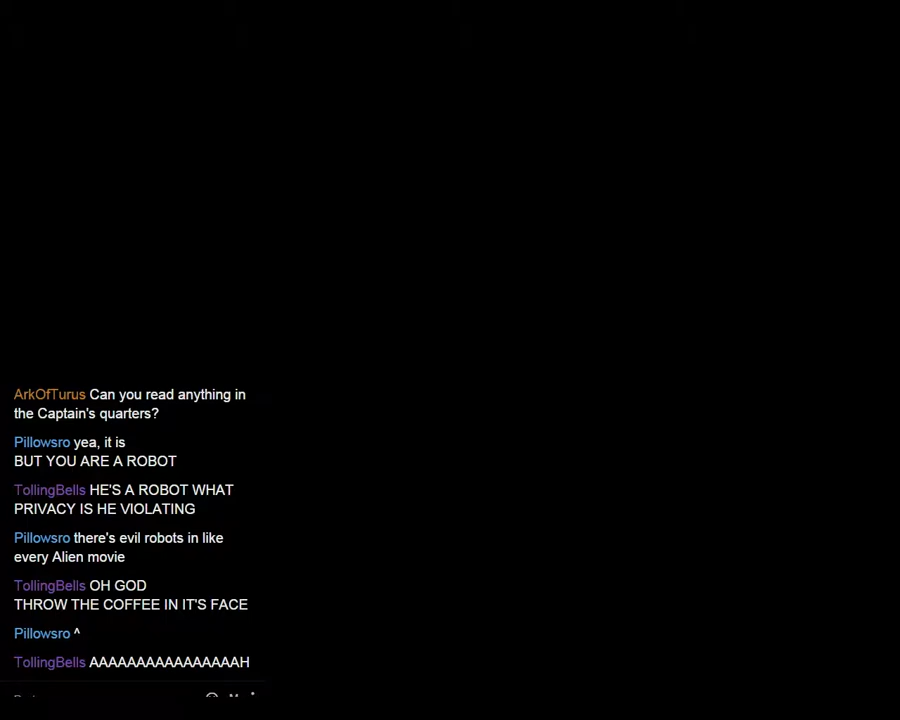 ArkOfTurus Can you read anything in
the Captain's quarters?
Pillowsro yea, it is
BUT YOU ARE A ROBOT
TollingBells HE'S A ROBOT WHAT
PRIVACY IS HE VIOLATING
Pillowsro there's evil robots in like
every Alien movie
TollingBells OH GOD
THROW THE COFFEE IN IT'S FACE
Pillowsro ^
TollingBells AAAAAAAAAAAAAAAAH